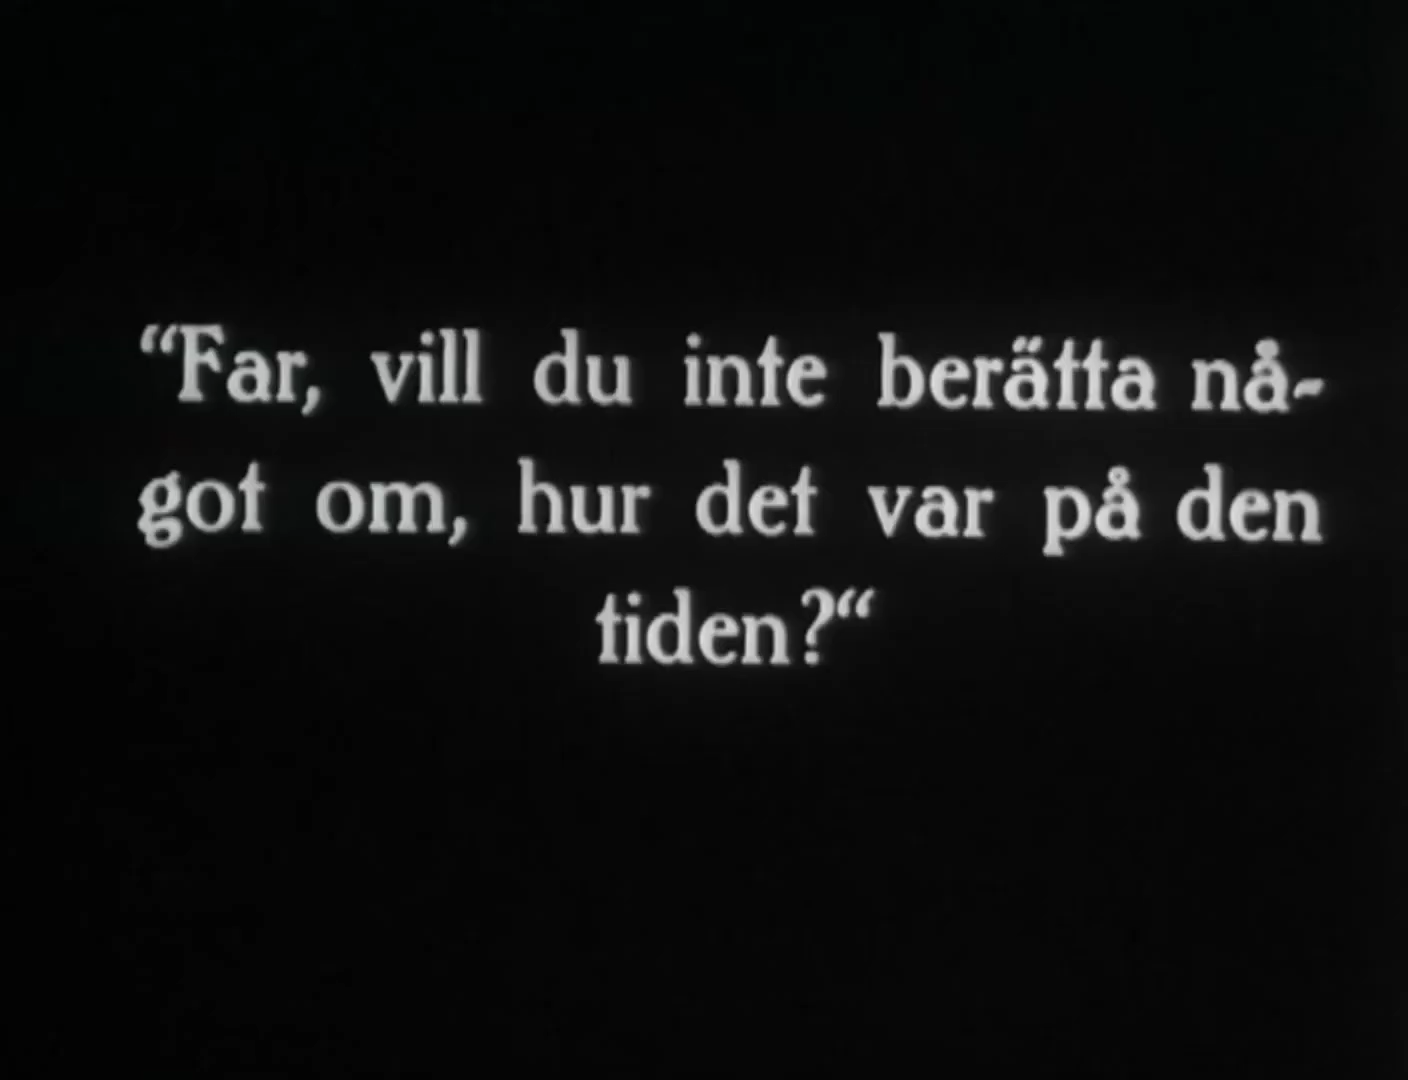 “Far, vill du inte berätta nå-
got om, hur det var på den
tiden?“